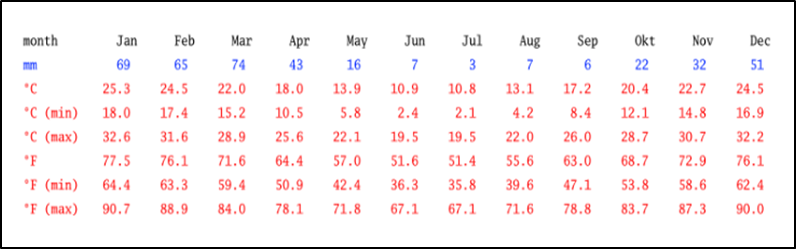 month Jan Feb Mar Apr May Jun Jul Aug Sep Okt Nov Dec
mm 69 65 74 43 16 7 3 7 6 22 32 51
°C 25.3 24.5 22.0 18.0 13.9 10.9 10.8 13.1 17.2 20.4 22.7 24.5
°C (min) 18.0 17.4 15.2 10.5 5.8 2.4 2.1 4.2 8.4 12.1 14.8 16.9
°C (max) 32.6 31.6 28.9 25.6 22.1 19.5 19.5 22.0 26.0 28.7 30.7 32.2
°F 77.5 76.1 71.6 64.4 57.0 51.6 51.4 55.6 63.0 68.7 72.9 76.1
°F (min) 64.4 63.3 59.4 50.9 42.4 36.3 35.8 39.6 47.1 53.8 58.6 62.4
°F (max) 90.7 88.9 84.0 78.1 71.8 67.1 67.1 71.6 78.8 83.7 87.3 90.0